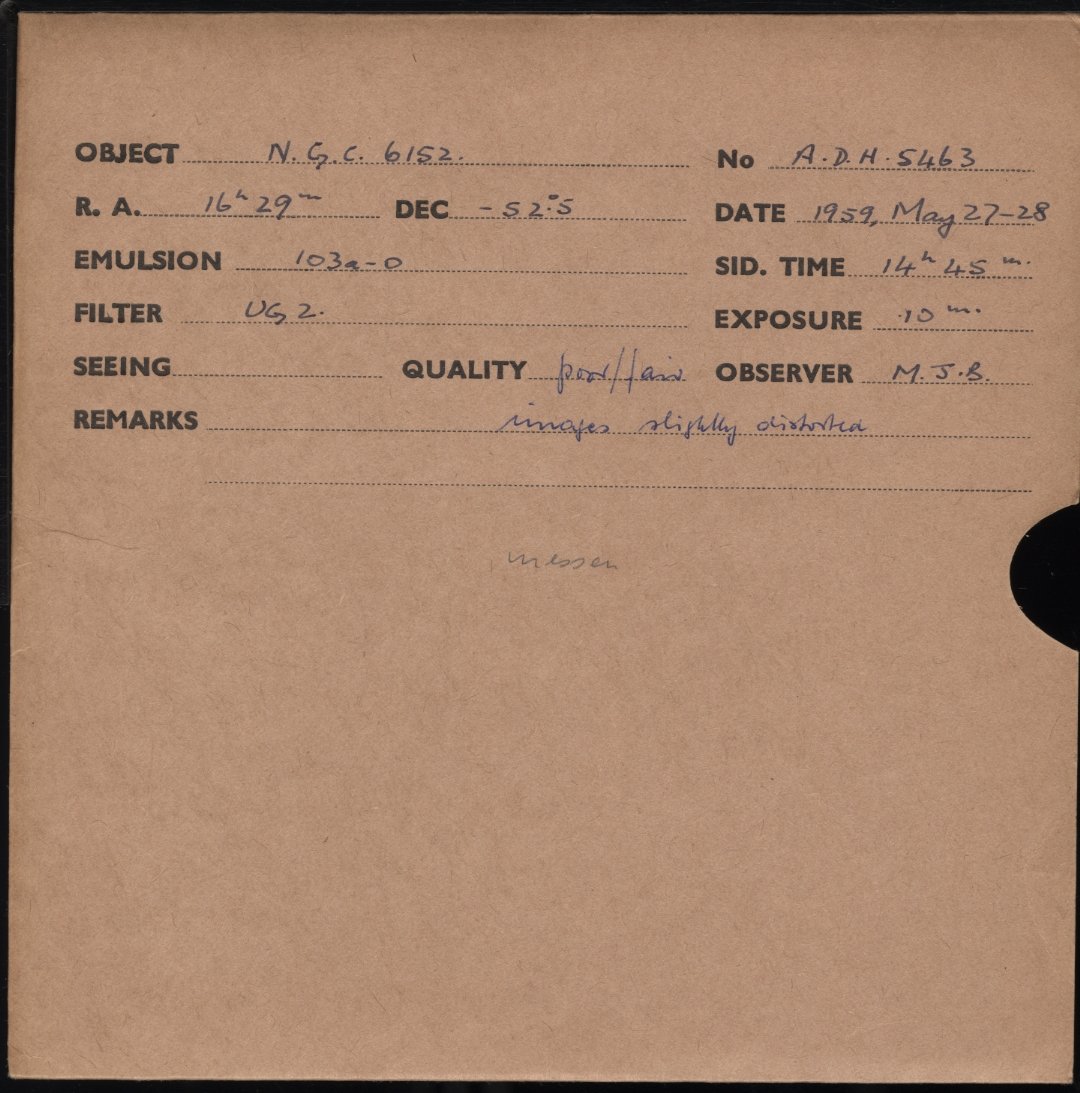 OBJECT N. G. C. 6152. No A.D.H. 5463
R. A. 16ʰ 29ᵐ DEC -52°.5 DATE 1959, May 27-28
EMULSION 103a-O SID. TIME 14ʰ 45ᵐ.
FILTER UG 2. EXPOSURE 10ᵐ.
SEEING QUALITY poor/fair OBSERVER M.J.B.
REMARKS images slightly distorted
messen